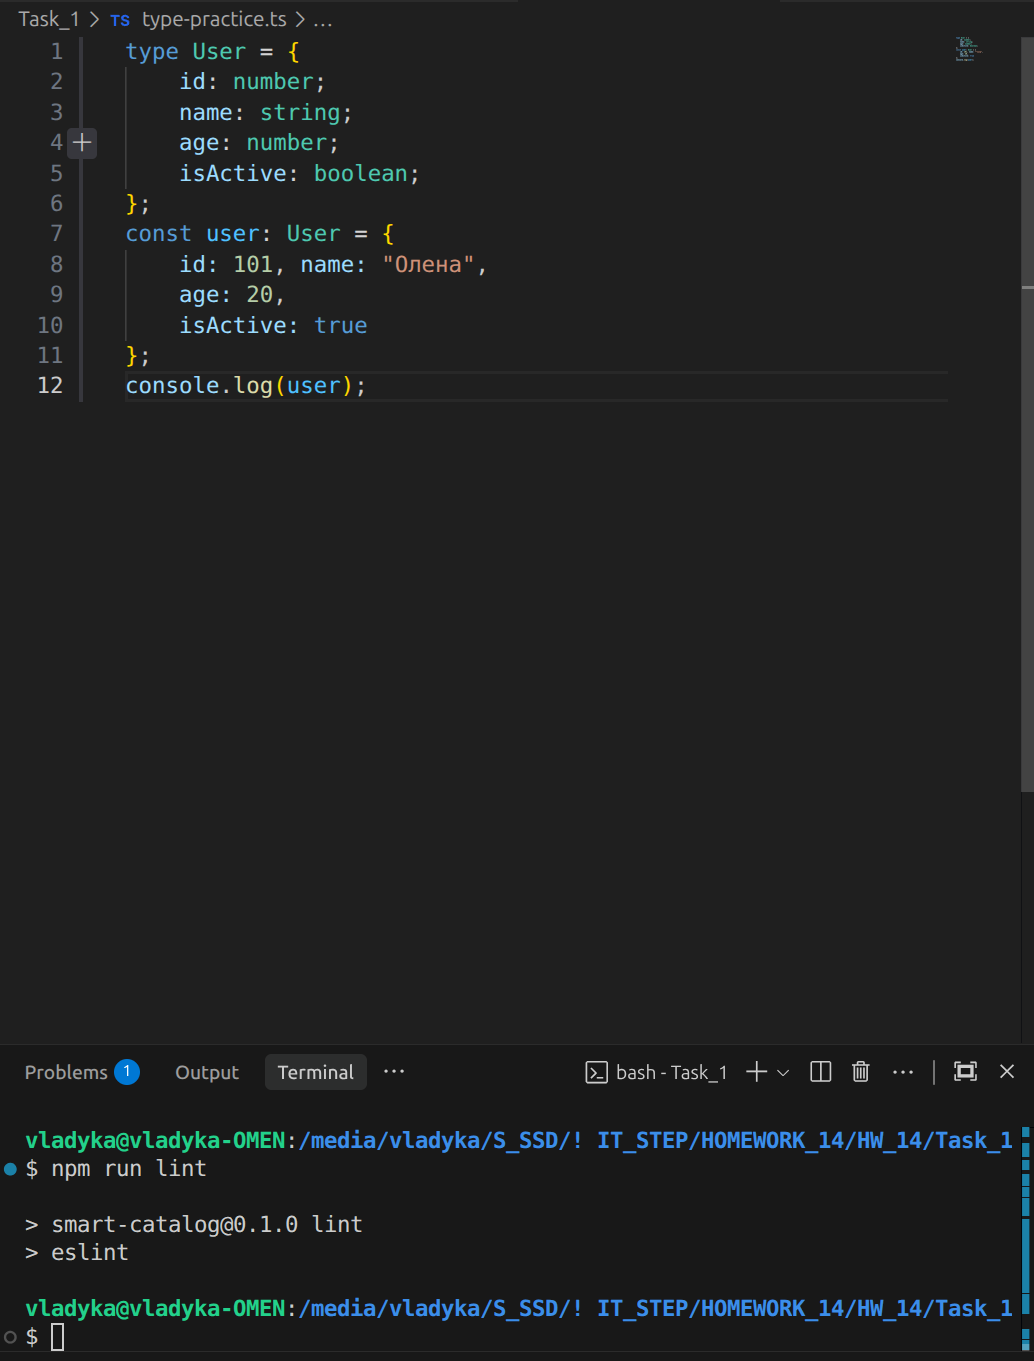 Task_1 > TS type-practice.ts > ...
1 type User = {
2 id: number;
3 name: string;
4 + age: number;
5 isActive: boolean;
6 };
7 const user: User = {
8 id: 101, name: "Олена",
9 age: 20,
10 isActive: true
11 };
12 console.log(user);
Problems 1 Output Terminal ··· bash - Task_1
vladyka@vladyka-OMEN:/media/vladyka/S_SSD/! IT_STEP/HOMEWORK_14/HW_14/Task_1
$ npm run lint
> smart-catalog@0.1.0 lint
> eslint
vladyka@vladyka-OMEN:/media/vladyka/S_SSD/! IT_STEP/HOMEWORK_14/HW_14/Task_1
$